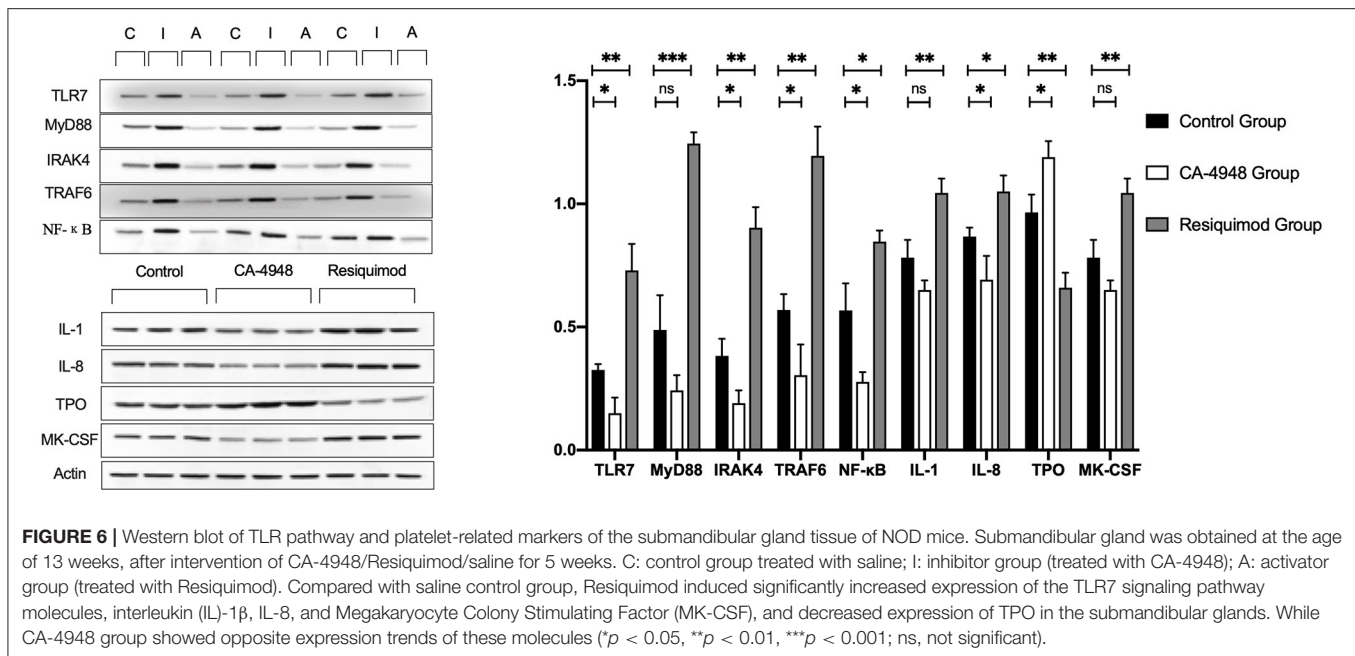 C I A C I A C I A
TLR7
MyD88
IRAK4
TRAF6
NF-κB
Control CA-4948 Resiquimod
IL-1
IL-8
TPO
MK-CSF
Actin
** *** ** ** * ** * ** **
* ns * * * ns * * ns
1.5
1.0
0.5
0.0
TLR7 MyD88 IRAK4 TRAF6 NF-κB IL-1 IL-8 TPO MK-CSF
Control Group
CA-4948 Group
Resiquimod Group
FIGURE 6 | Western blot of TLR pathway and platelet-related markers of the submandibular gland tissue of NOD mice. Submandibular gland was obtained at the age
of 13 weeks, after intervention of CA-4948/Resiquimod/saline for 5 weeks. C: control group treated with saline; I: inhibitor group (treated with CA-4948); A: activator
group (treated with Resiquimod). Compared with saline control group, Resiquimod induced significantly increased expression of the TLR7 signaling pathway
molecules, interleukin (IL)-1β, IL-8, and Megakaryocyte Colony Stimulating Factor (MK-CSF), and decreased expression of TPO in the submandibular glands. While
CA-4948 group showed opposite expression trends of these molecules (*p < 0.05, **p < 0.01, ***p < 0.001; ns, not significant).